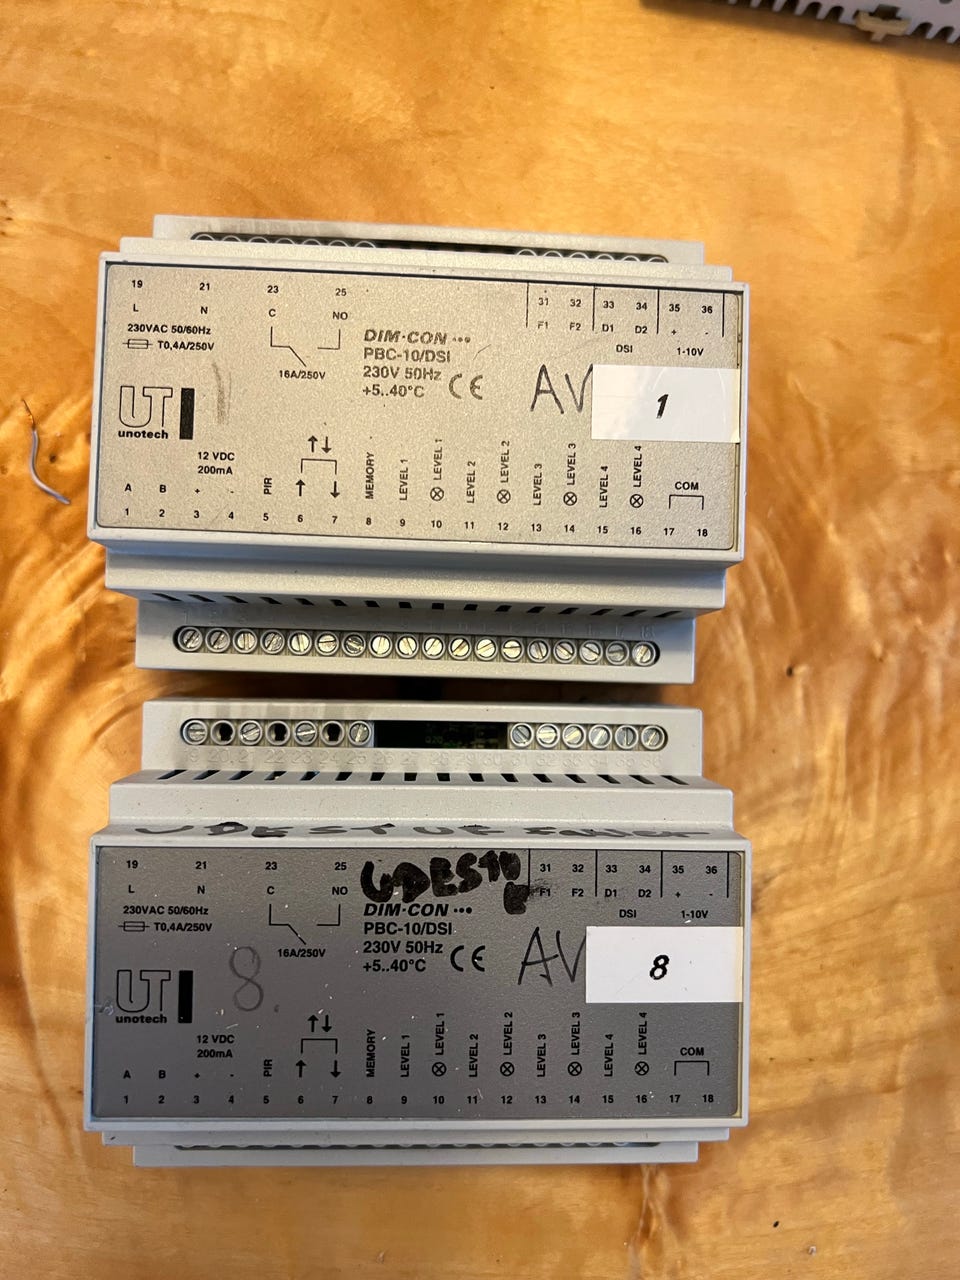 19 21 23 25 31 32 33 34 35 36
L N C NO F1 F2 D1 D2 + -
230VAC 50/60Hz
T0,4A/250V
16A/250V
DIM·CON
PBC-10/DSI
230V 50Hz
+5..40°C
CE
DSI 1-10V
AV 1
1
UT
unotech
12 VDC
200mA
A B + - PIR MEMORY LEVEL 1 LEVEL 1 LEVEL 2 LEVEL 2 LEVEL 3 LEVEL 3 LEVEL 4 LEVEL 4 COM
1 2 3 4 5 6 7 8 9 10 11 12 13 14 15 16 17 18
UDESTUE
19 21 23 25 31 32 33 34 35 36
L N C NO F1 F2 D1 D2 + -
UDESTUE
230VAC 50/60Hz
T0,4A/250V
16A/250V
DIM·CON
PBC-10/DSI
230V 50Hz
+5..40°C
CE
DSI 1-10V
AV 8
8
UT
unotech
12 VDC
200mA
A B + - PIR MEMORY LEVEL 1 LEVEL 1 LEVEL 2 LEVEL 2 LEVEL 3 LEVEL 3 LEVEL 4 LEVEL 4 COM
1 2 3 4 5 6 7 8 9 10 11 12 13 14 15 16 17 18